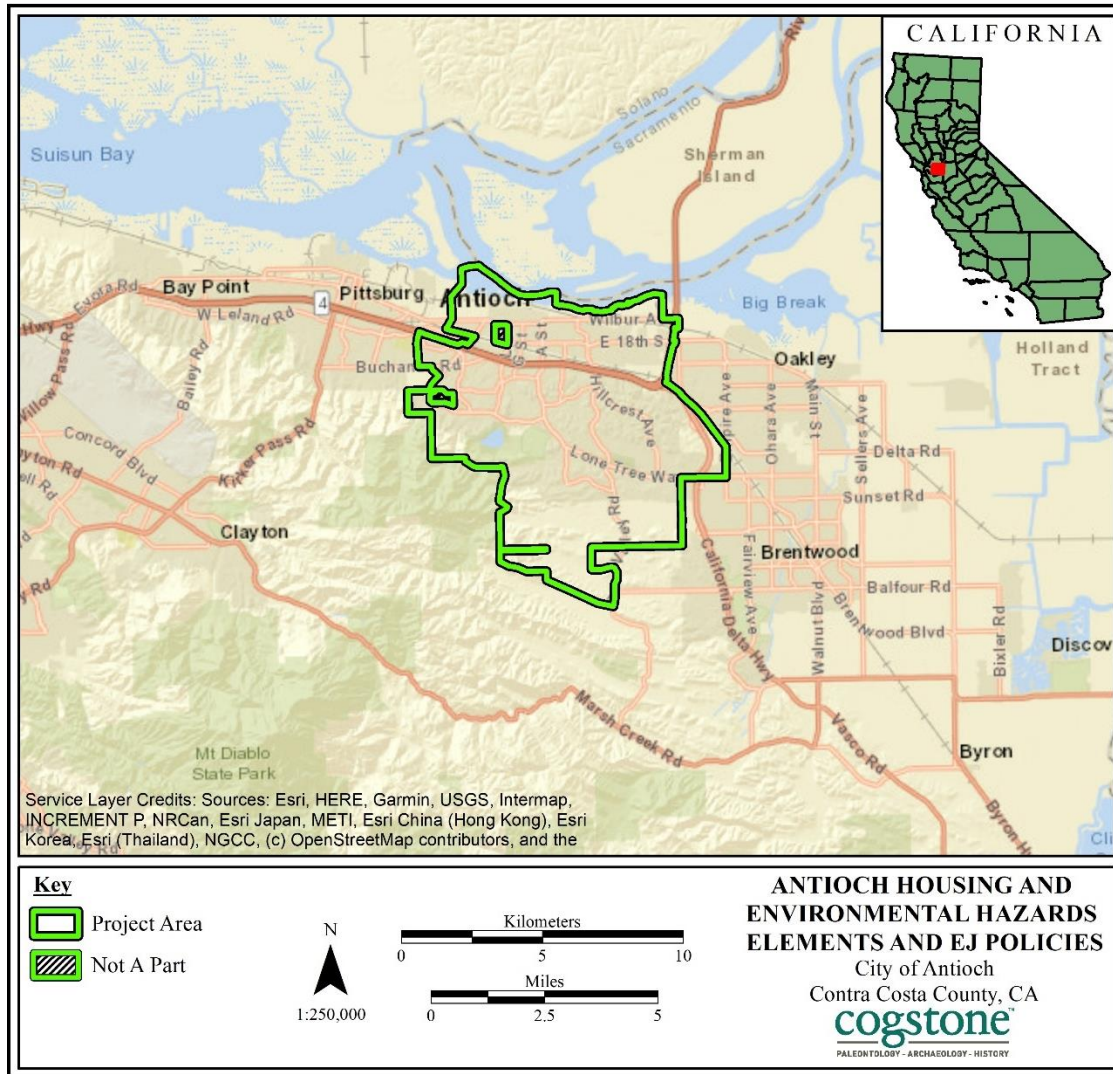 CALIFORNIA
Solano
Sacramento
Suisun Bay
Sherman
Island
Evora Rd
Bay Point
4
Pittsburg
Antioch
Big Break
W Leland Rd
Wilbur A
E 18th S
G St
A St
Oakley
Holland
Tract
Bailey Rd
Hillcrest Ave
Ohara Ave
Main St
Sellers Ave
Willow Pass Rd
Concord Blvd
Kirker Pass Rd
Lone Tree Wa
Delta Rd
Sunset Rd
Clayton
Brentwood
Fairview Ave
Balfour Rd
California Delta Hwy
Walnut Blvd
Brentwood Blvd
Bixler Rd
Discov
Marsh Creek Rd
Vasco Rd
Byron
Byron H
Mt Diablo
State Park
Service Layer Credits: Sources: Esri, HERE, Garmin, USGS, Intermap,
INCREMENT P, NRCan, Esri Japan, METI, Esri China (Hong Kong), Esri
Korea, Esri (Thailand), NGCC, (c) OpenStreetMap contributors, and the
Key
Project Area
Not A Part
N
1:250,000
Kilometers
0 5 10
Miles
0 2.5 5
ANTIOCH HOUSING AND
ENVIRONMENTAL HAZARDS
ELEMENTS AND EJ POLICIES
City of Antioch
Contra Costa County, CA
cogstone™
PALEONTOLOGY - ARCHAEOLOGY - HISTORY